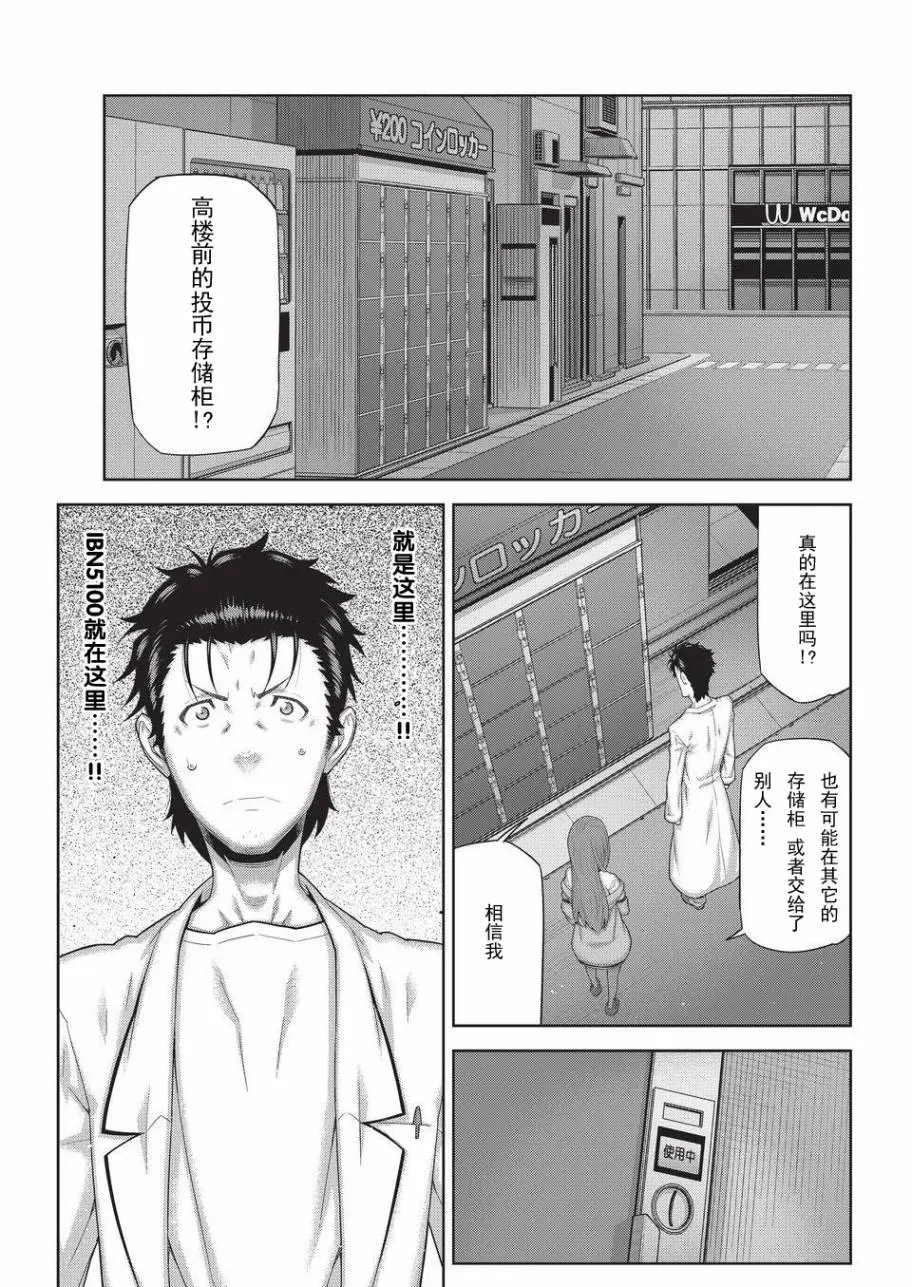 ¥200 コインロッカー
WcDo
高楼前的投币存储柜!?
真的在这里吗!?
ンロッカー
也有可能在其它的
存储柜 或者交给了
别人……
相信我
使用中
就是这里…………!!
IBN5100就在这里……!!